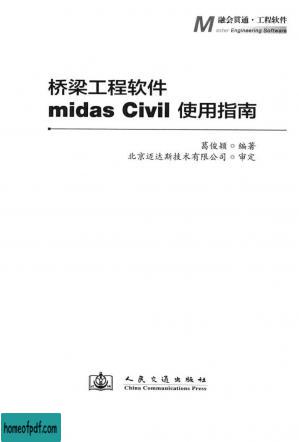 M 融会贯通·工程软件
Master Engineering Software
桥梁工程软件
midas Civil 使用指南
葛俊颖 编著
北京迈达斯技术有限公司 审定
人民交通出版社
China Communications Press
homeofpdf.com